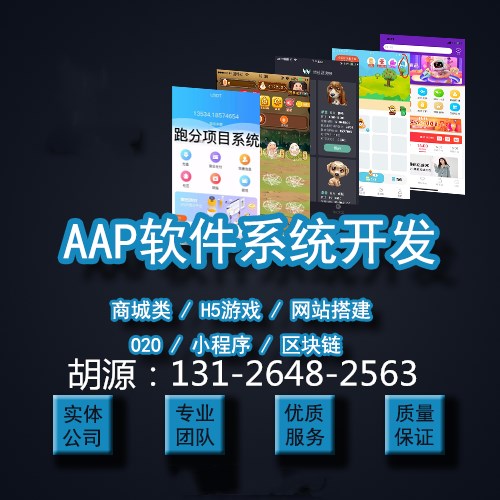 跑分项目系统
AAP软件系统开发
商城类 / H5游戏 / 网站搭建
O2O / 小程序 / 区块链
胡源：131-2648-2563
实体 专业 优质 质量
公司 团队 服务 保证